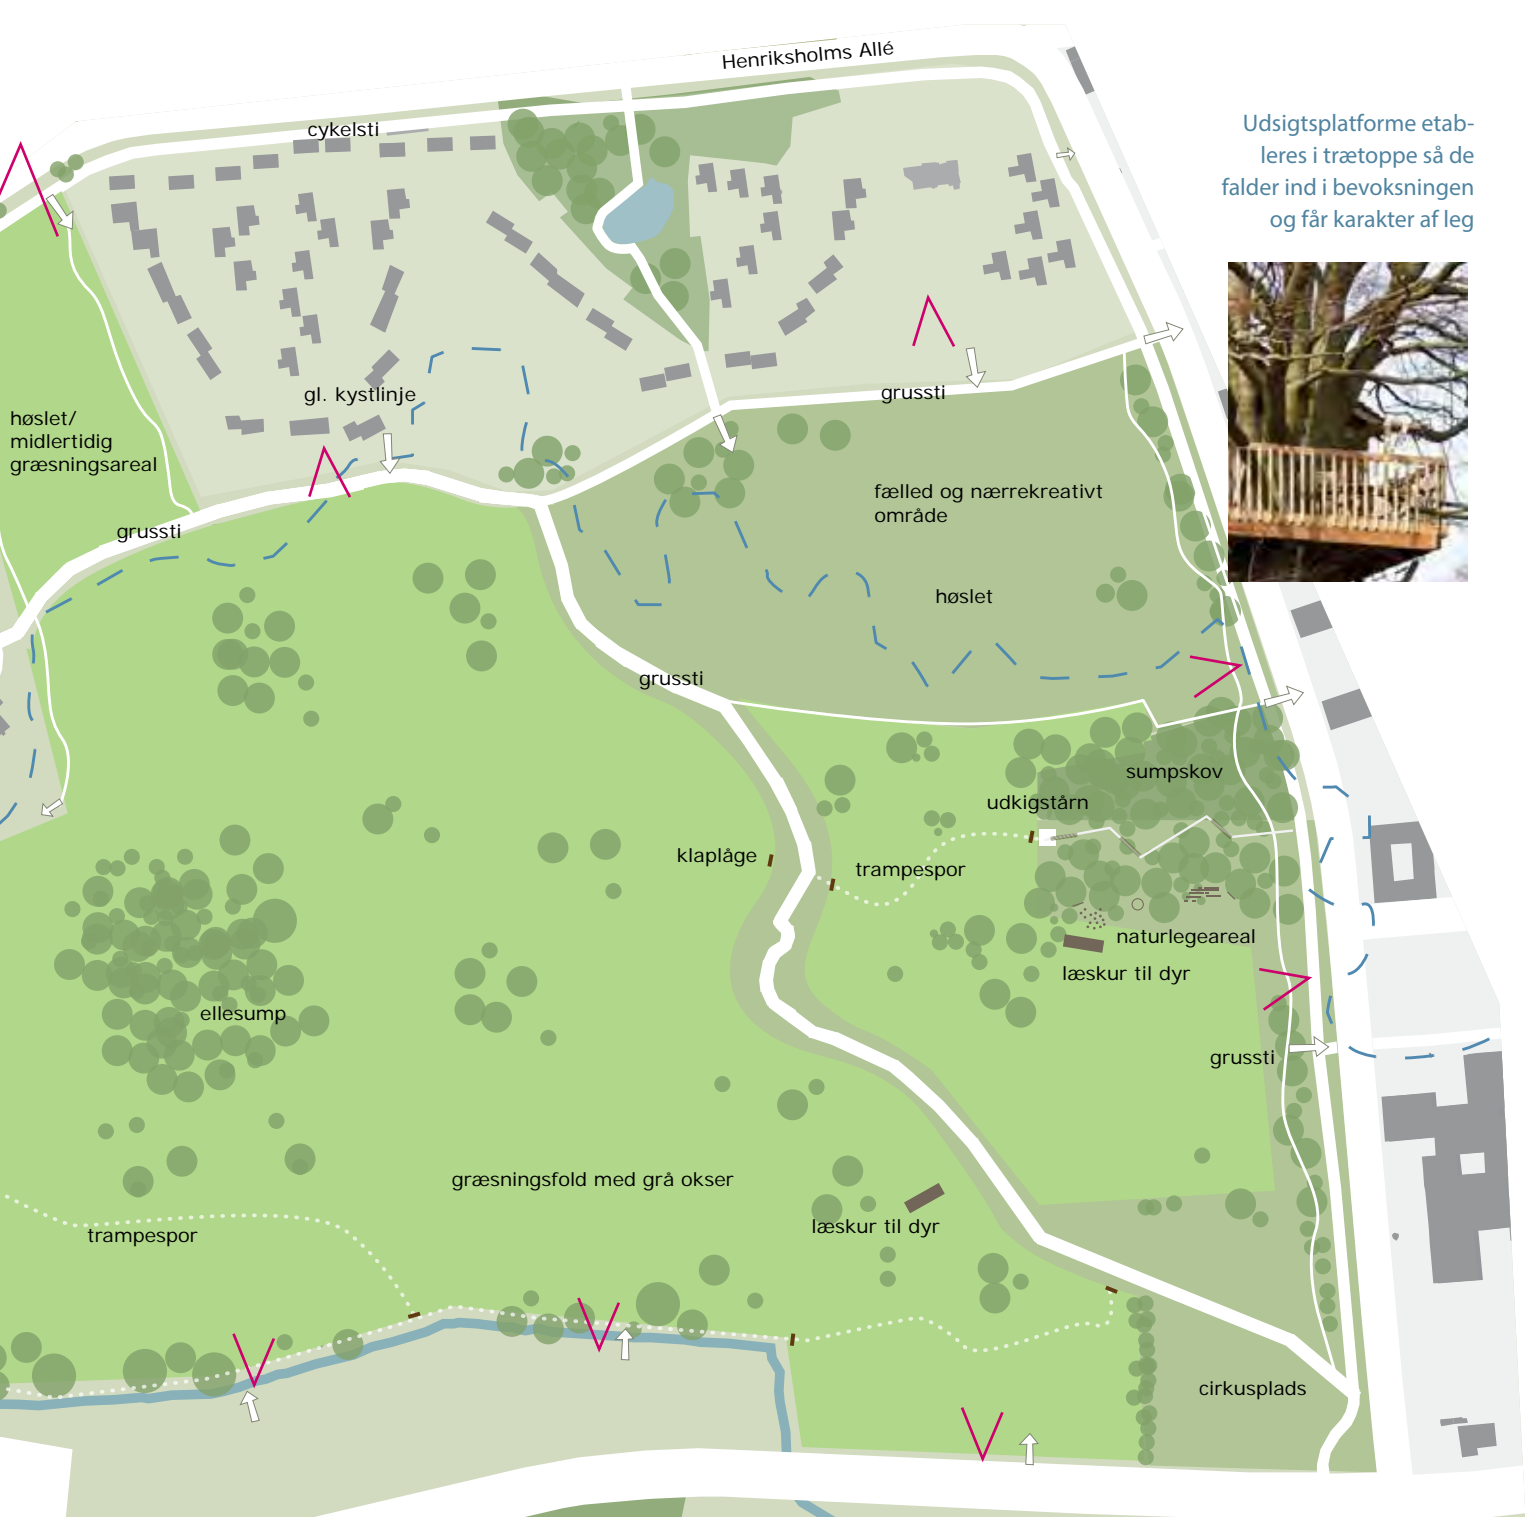 Henriksholms Allé
cykelsti
Udsigtsplatforme etab-
leres i trætoppe så de
falder ind i bevoksningen
og får karakter af leg
gl. kystlinje
grussti
høslet/
midlertidig
græsningsareal
fælled og nærrekreativt
område
grussti
høslet
grussti
sumpskov
udkigstårn
klaplåge
trampespor
naturlegeareal
læskur til dyr
ellesump
grussti
græsningsfold med grå okser
læskur til dyr
trampespor
cirkusplads